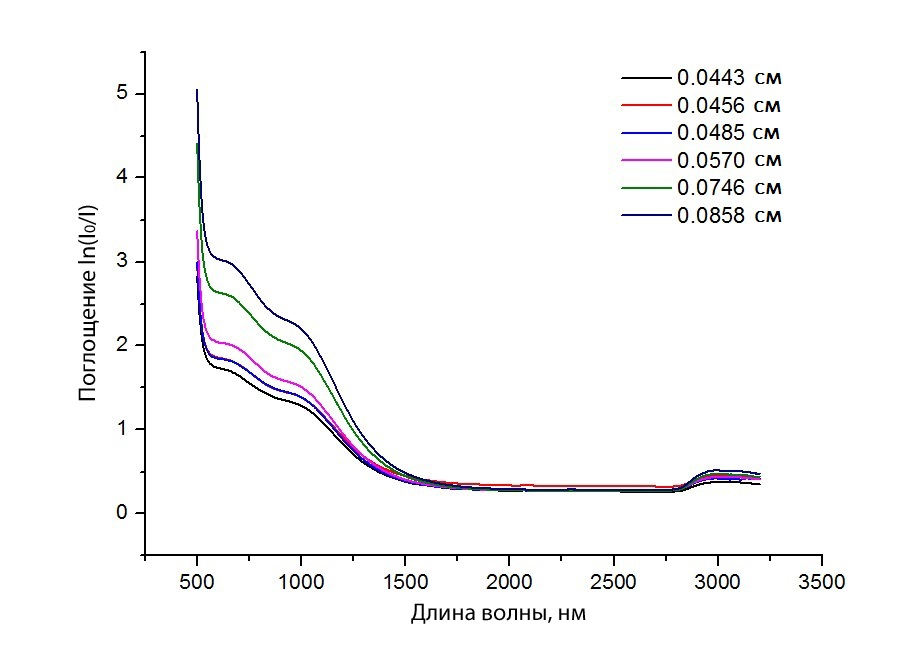 0.0443 см
0.0456 см
0.0485 см
0.0570 см
0.0746 см
0.0858 см
Поглощение ln(I₀/I)
5
4
3
2
1
0
500 1000 1500 2000 2500 3000 3500
Длина волны, нм